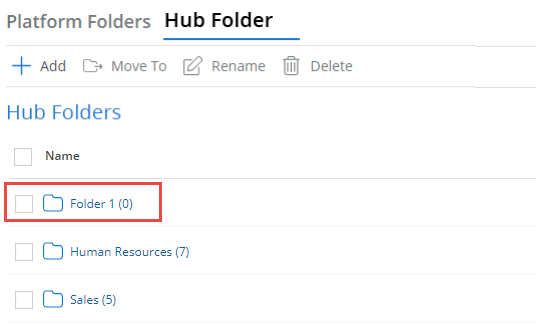 Platform Folders Hub Folder
Add Move To Rename Delete
Hub Folders
Name
Folder 1 (0)
Human Resources (7)
Sales (5)